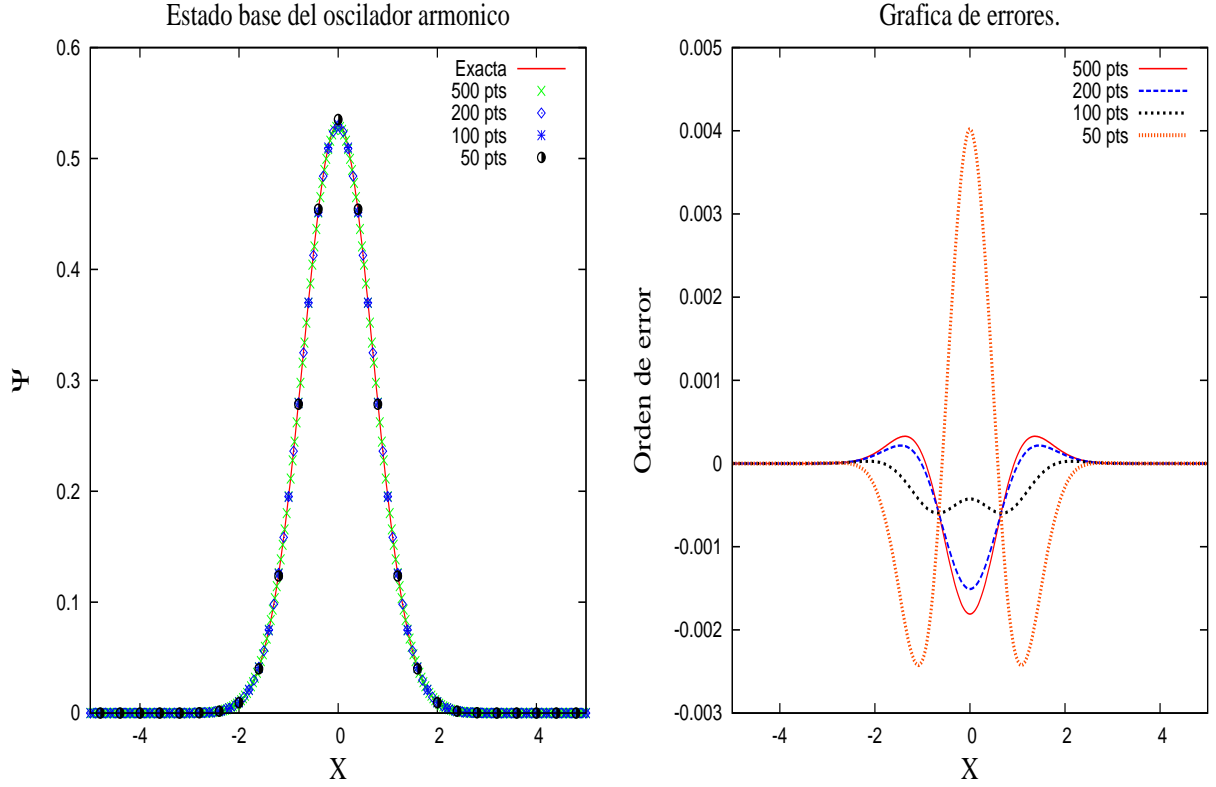 Estado base del oscilador armonico
0.6
0.5
0.4
0.3
0.2
0.1
0
-4
-2
0
2
4
Ψ
X
Exacta
500 pts
200 pts
100 pts
50 pts
Grafica de errores.
0.005
0.004
0.003
0.002
0.001
0
-0.001
-0.002
-0.003
-4
-2
0
2
4
Orden de error
X
500 pts
200 pts
100 pts
50 pts